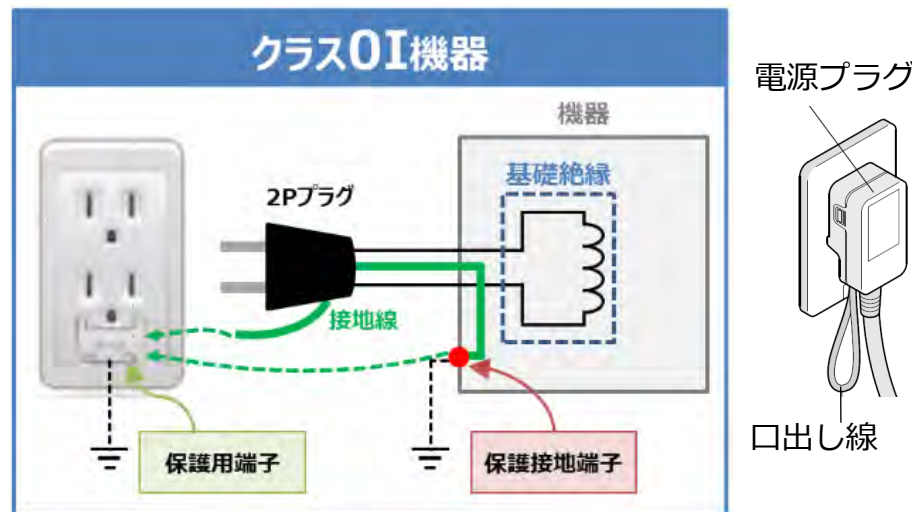 クラス0I機器
機器
基礎絶縁
2Pプラグ
接地線
保護用端子
保護接地端子
電源プラグ
口出し線